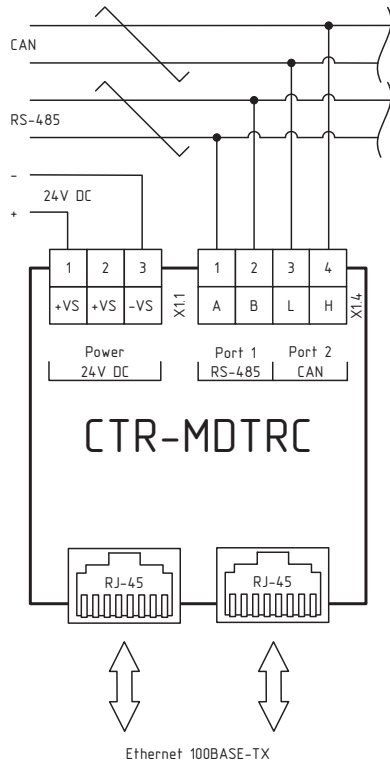 CAN
RS-485
-
24V DC
+
1 2 3
+VS +VS -VS
X1.1
1 2 3 4
A B L H
X1.4
Power
24V DC
Port 1 Port 2
RS-485 CAN
CTR-MDTRC
RJ-45 RJ-45
Ethernet 100BASE-TX